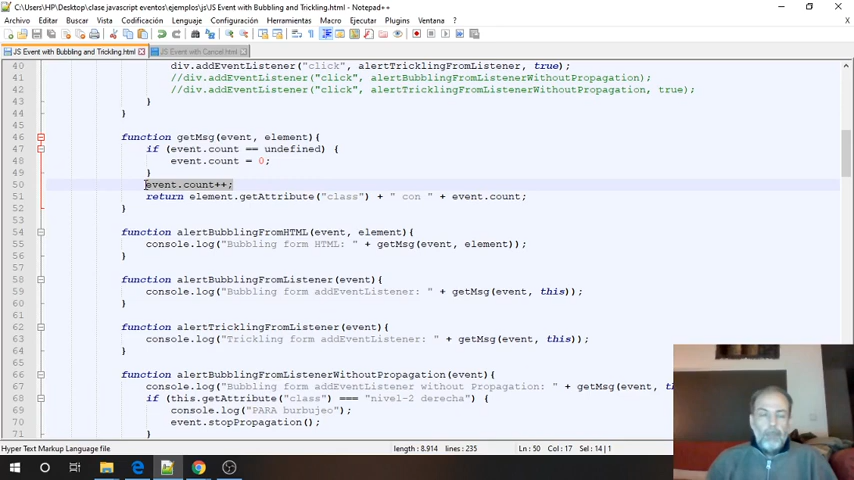 C:\Users\HP\Desktop\clase javascript eventos\ejemplos\js\JS Event with Bubbling and Trickling.html - Notepad++
Archivo Editar Buscar Vista Codificación Lenguaje Configuración Herramientas Macro Ejecutar Plugins Ventana ?
JS Event with Bubbling and Trickling.html JS Event with Cancel.html
40 div.addEventListener("click", alertTricklingFromListener, true);
41 //div.addEventListener("click", alertBubblingFromListenerWithoutPropagation);
42 //div.addEventListener("click", alertTricklingFromListenerWithoutPropagation, true);
43 }
44 }
45
46 function getMsg(event, element){
47 if (event.count == undefined) {
48 event.count = 0;
49 }
50 event.count++;
51 return element.getAttribute("class") + " con " + event.count;
52 }
53
54 function alertBubblingFromHTML(event, element){
55 console.log("Bubbling form HTML: " + getMsg(event, element));
56 }
57
58 function alertBubblingFromListener(event){
59 console.log("Bubbling form addEventListener: " + getMsg(event, this));
60 }
61
62 function alertTricklingFromListener(event){
63 console.log("Trickling form addEventListener: " + getMsg(event, this));
64 }
65
66 function alertBubblingFromListenerWithoutPropagation(event){
67 console.log("Bubbling form addEventListener without Propagation: " + getMsg(event, th
68 if (this.getAttribute("class") === "nivel-2 derecha") {
69 console.log("PARA burbujeo");
70 event.stopPropagation();
71 }
Hyper Text Markup Language file length : 8.914 lines : 235 Ln : 50 Col : 17 Sel : 14 | 1